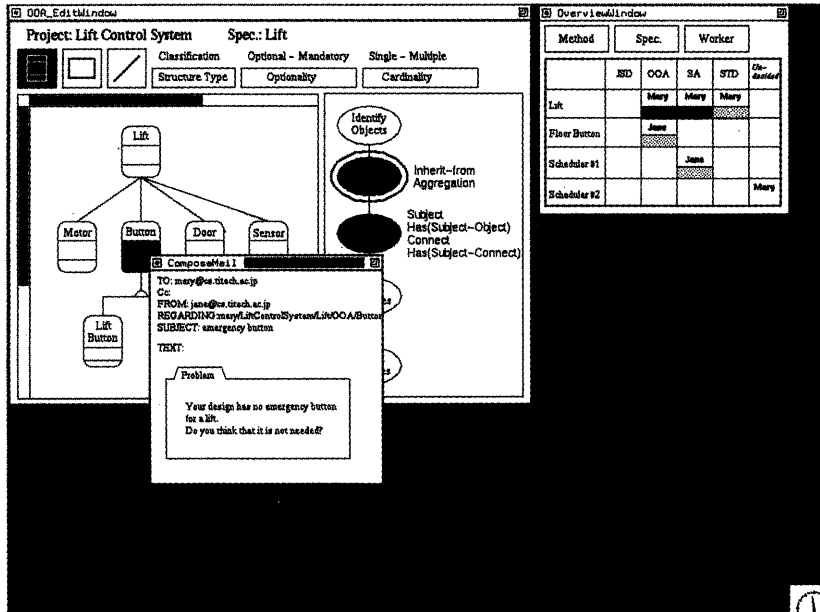 OOA_EditWindow
Project: Lift Control System Spec.: Lift
Classification Optional - Mandatory Single - Multiple
Structure Type Optionality Cardinality
Lift
Motor Button Door Sensor
Lift
Button
Identify
Objects
Inherit-from
Aggregation
Subject
Has(Subject-Object)
Connect
Has(Subject-Connect)
ComposeMail
TO: mary@cs.titech.ac.jp
Cc:
FROM: jane@cs.titech.ac.jp
REGARDING:mary/LiftControlSystem/Lift/OOA/Button
SUBJECT: emergency button
TEXT:
Problem
Your design has no emergency button
for a lift.
Do you think that it is not needed?
OverviewWindow
Method Spec. Worker
JSD OOA SA STD Un-
decided
Lift Mary Mary Mary
Floor Button Jane
Scheduler #1 Jane
Scheduler #2 Mary